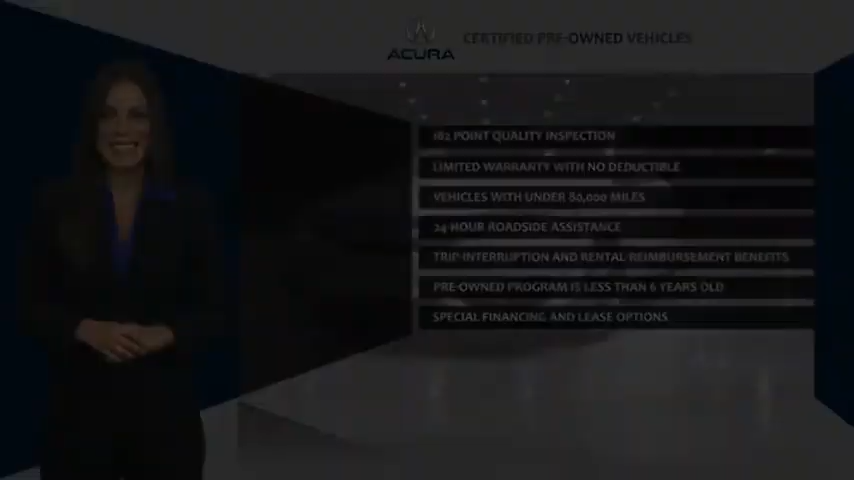 ACURA
CERTIFIED PRE-OWNED VEHICLES
182 POINT QUALITY INSPECTION
LIMITED WARRANTY WITH NO DEDUCTIBLE
VEHICLES WITH UNDER 80,000 MILES
24-HOUR ROADSIDE ASSISTANCE
TRIP INTERRUPTION AND RENTAL REIMBURSEMENT BENEFITS
PRE-OWNED PROGRAM IS LESS THAN 6 YEARS OLD
SPECIAL FINANCING AND LEASE OPTIONS